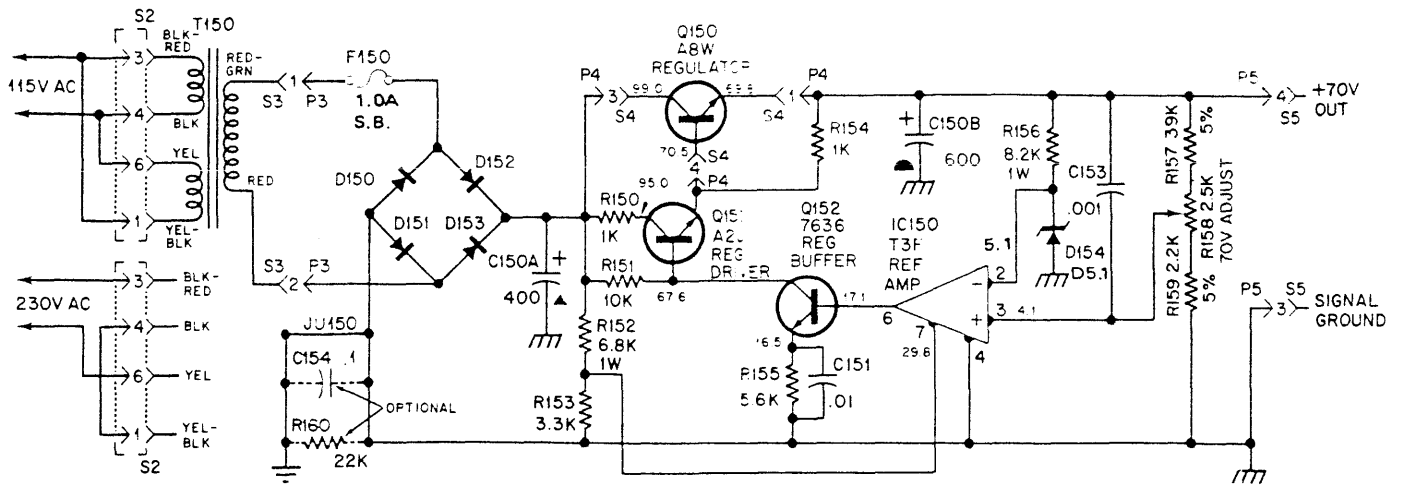 S2
T150
BLK-
RED
3
115V AC
4
BLK
6
YEL
1
YEL-
BLK
RED-
GRN
RED
S3
1
P3
F150
1.0A
S.B.
S3
2
P3
230V AC
3
BLK-
RED
4
BLK
6
YEL
1
YEL-
BLK
S2
D150
D152
D151
D153
JU150
C154
.1
OPTIONAL
R160
22K
C150A
400
P4
3
S4
99.0
Q150
A8W
69.8
1
S4
P4
70.5
S4
4
P4
95.0
R150
1K
R151
10K
67.6
R152
6.8K
1W
R153
3.3K
R154
1K
C150B
600
Q152
7636
REG
BUFFER
R155
5.6K
C151
.01
IC150
REF
AMP
17.1
6
7
29.8
4
5.1
2
−
3
+
4.1
R156
8.2K
1W
D154
D5.1
C153
.001
R157 39K
5%
R158 2.5K
70V ADJUST
R159 2.2K
5%
P5
4
S5
+70V
OUT
P5
3
S5
SIGNAL
GROUND